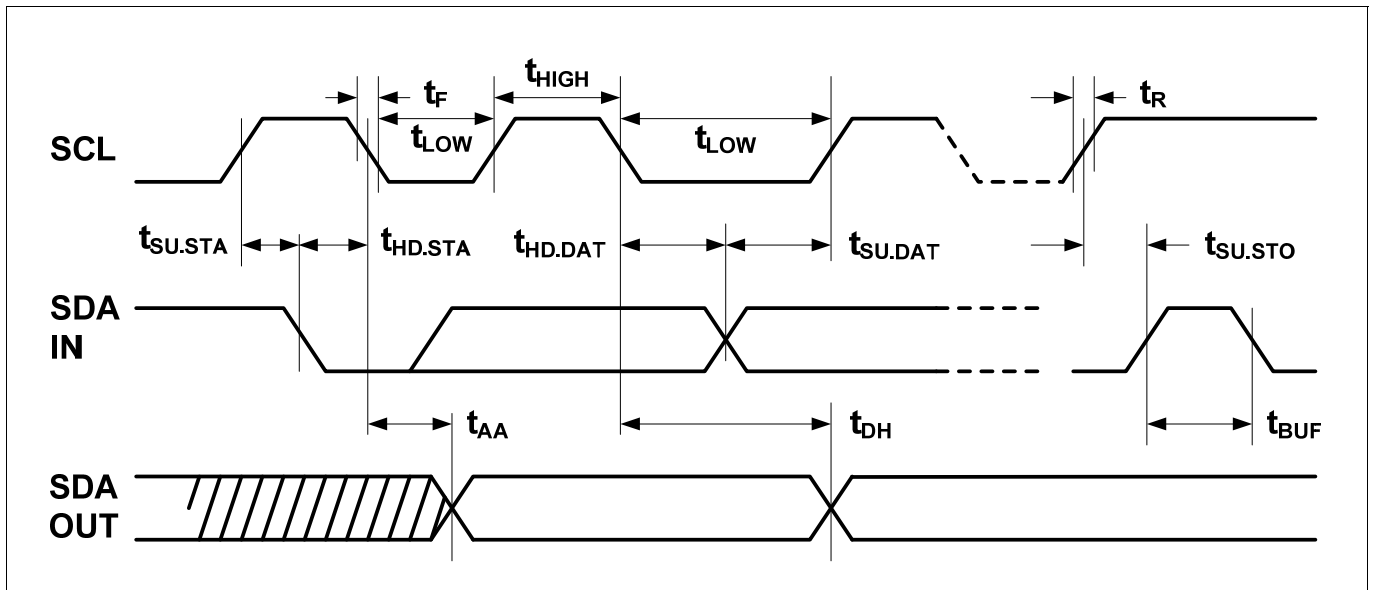 tF
tHIGH
tR
SCL
tLOW
tLOW
tSU.STA
tHD.STA
tHD.DAT
tSU.DAT
tSU.STO
SDA
IN
tAA
tDH
tBUF
SDA
OUT